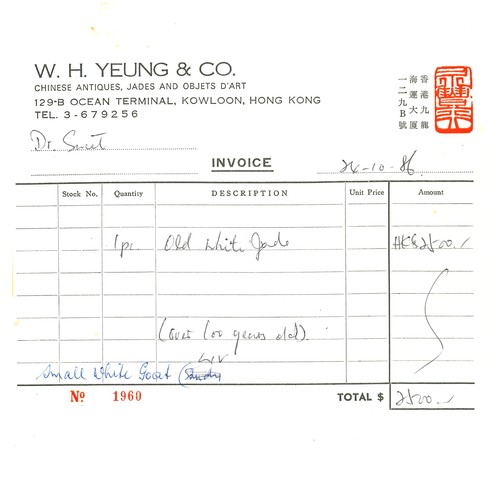 W. H. YEUNG & CO.
CHINESE ANTIQUES, JADES AND OBJETS D'ART
129-B OCEAN TERMINAL, KOWLOON, HONG KONG
TEL. 3-679256
香港九龍
海運大廈
一二九B號
Dr. Smit
INVOICE
24-10-86
Stock No. Quantity DESCRIPTION Unit Price Amount
1pc. Old White Jade HK$2500./
(over 100 years old).
Small White Goat (
No 1960
TOTAL $ 2500./